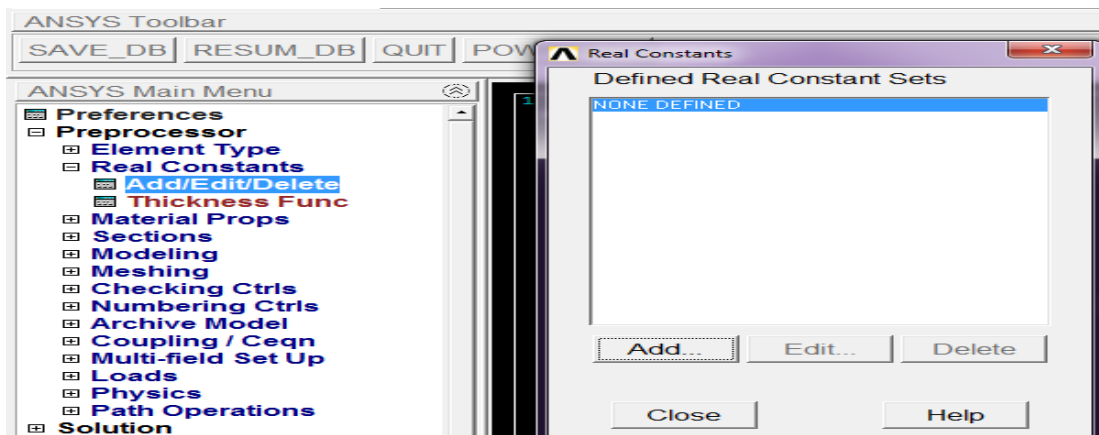 ANSYS Toolbar
SAVE_DB RESUM_DB QUIT POW
Real Constants
Defined Real Constant Sets
NONE DEFINED
ANSYS Main Menu
1
Preferences
Preprocessor
Element Type
Real Constants
Add/Edit/Delete
Thickness Func
Material Props
Sections
Modeling
Meshing
Checking Ctrls
Numbering Ctrls
Archive Model
Coupling / Ceqn
Multi-field Set Up
Loads
Physics
Path Operations
Solution
Add... Edit... Delete
Close Help